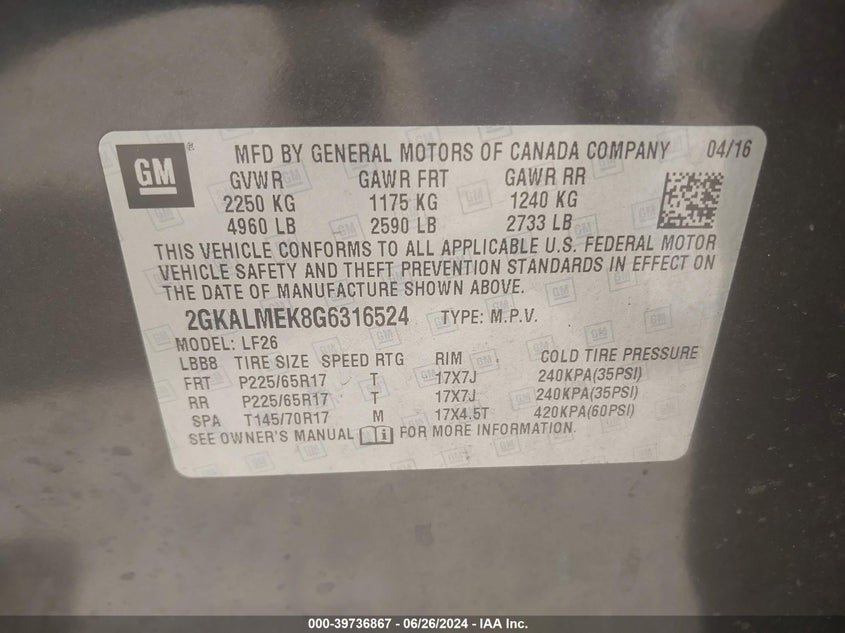 GM ® MFD BY GENERAL MOTORS OF CANADA COMPANY 04/16
GVWR GAWR FRT GAWR RR
2250 KG 1175 KG 1240 KG
4960 LB 2590 LB 2733 LB
THIS VEHICLE CONFORMS TO ALL APPLICABLE U.S. FEDERAL MOTOR
VEHICLE SAFETY AND THEFT PREVENTION STANDARDS IN EFFECT ON
THE DATE OF MANUFACTURE SHOWN ABOVE.
2GKALMEK8G6316524 TYPE: M.P.V.
MODEL: LF26
LBB8 TIRE SIZE SPEED RTG RIM COLD TIRE PRESSURE
FRT P225/65R17 T 17X7J 240KPA(35PSI)
RR P225/65R17 T 17X7J 240KPA(35PSI)
SPA T145/70R17 M 17X4.5T 420KPA(60PSI)
SEE OWNER'S MANUAL i FOR MORE INFORMATION.
000-39736867 - 06/26/2024 - IAA Inc.